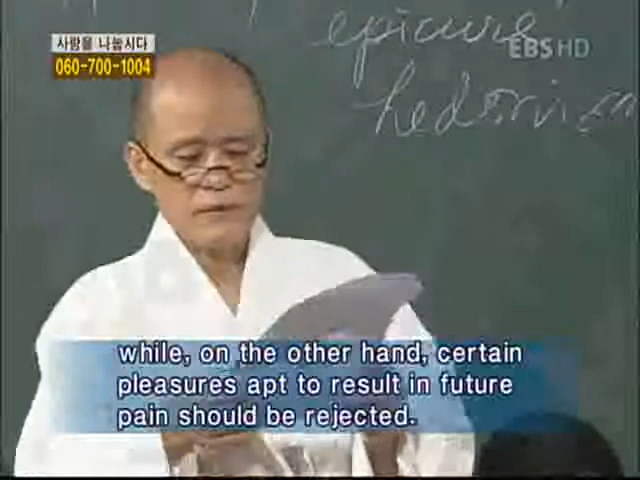 사랑을 나눕시다
060-700-1004
epicure
EBS HD
while, on the other hand, certain
pleasures apt to result in future
pain should be rejected.